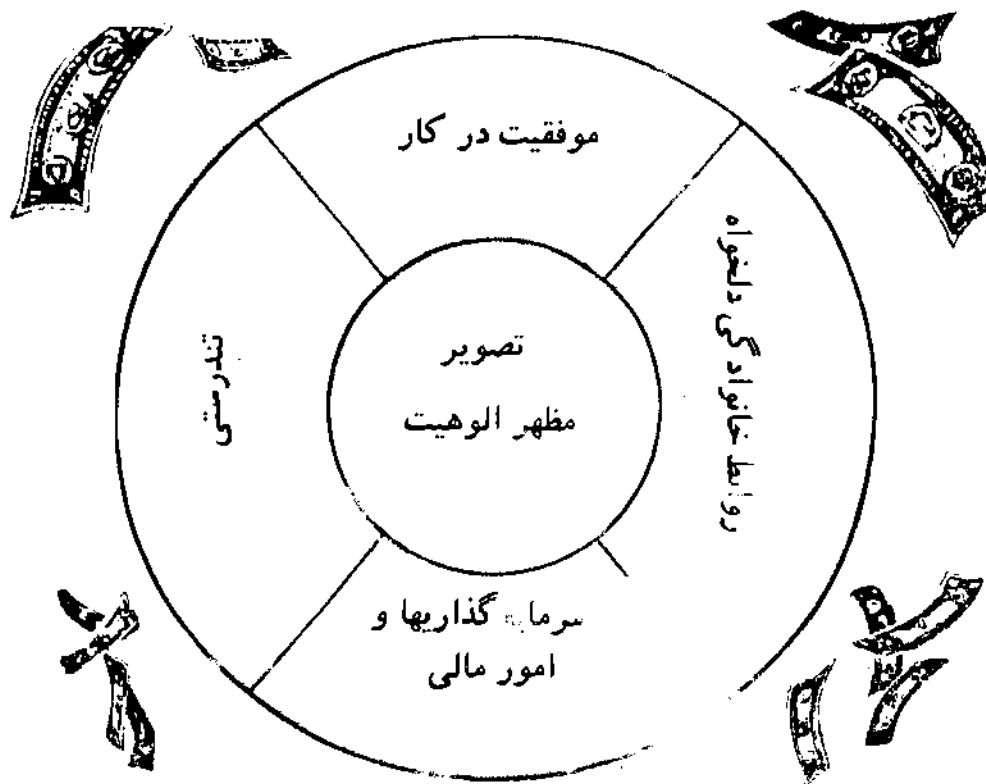 موفقیت در کار
روابط خانوادگی دلخواه
تصویر
مظهر الوهیت
تندرستی
سرمایه گذاریها و
امور مالی